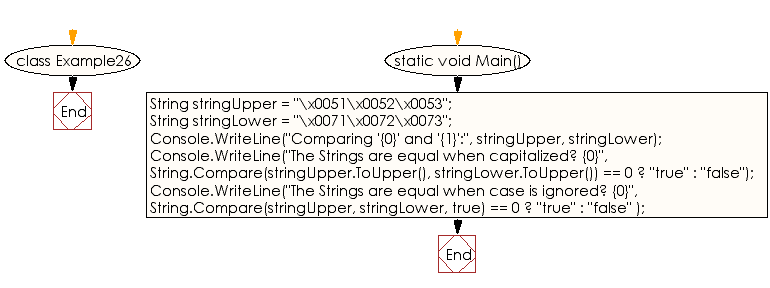 class Example26
End
static void Main()
String stringUpper = "\x0051\x0052\x0053";
String stringLower = "\x0071\x0072\x0073";
Console.WriteLine("Comparing '{0}' and '{1}':", stringUpper, stringLower);
Console.WriteLine("The Strings are equal when capitalized? {0}",
String.Compare(stringUpper.ToUpper(), stringLower.ToUpper()) == 0 ? "true" : "false");
Console.WriteLine("The Strings are equal when case is ignored? {0}",
String.Compare(stringUpper, stringLower, true) == 0 ? "true" : "false" );
End